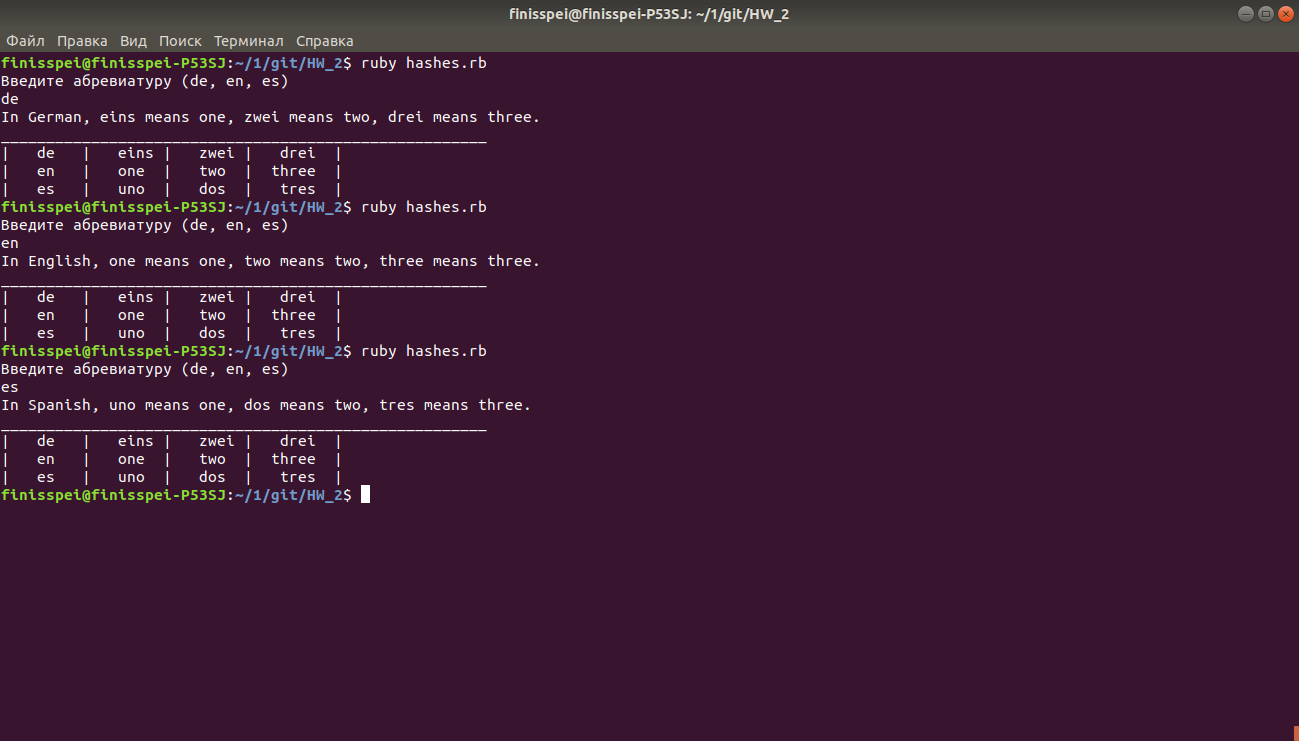 finisspei@finisspei-P53SJ: ~/1/git/HW_2
Файл Правка Вид Поиск Терминал Справка
finisspei@finisspei-P53SJ:~/1/git/HW_2$ ruby hashes.rb
Введите абревиатуру (de, en, es)
de
In German, eins means one, zwei means two, drei means three.
______________________________________________________
|   de   |   eins |   zwei |   drei  |
|   en   |   one  |   two  |  three  |
|   es   |   uno  |   dos  |   tres  |
finisspei@finisspei-P53SJ:~/1/git/HW_2$ ruby hashes.rb
Введите абревиатуру (de, en, es)
en
In English, one means one, two means two, three means three.
______________________________________________________
|   de   |   eins |   zwei |   drei  |
|   en   |   one  |   two  |  three  |
|   es   |   uno  |   dos  |   tres  |
finisspei@finisspei-P53SJ:~/1/git/HW_2$ ruby hashes.rb
Введите абревиатуру (de, en, es)
es
In Spanish, uno means one, dos means two, tres means three.
______________________________________________________
|   de   |   eins |   zwei |   drei  |
|   en   |   one  |   two  |  three  |
|   es   |   uno  |   dos  |   tres  |
finisspei@finisspei-P53SJ:~/1/git/HW_2$